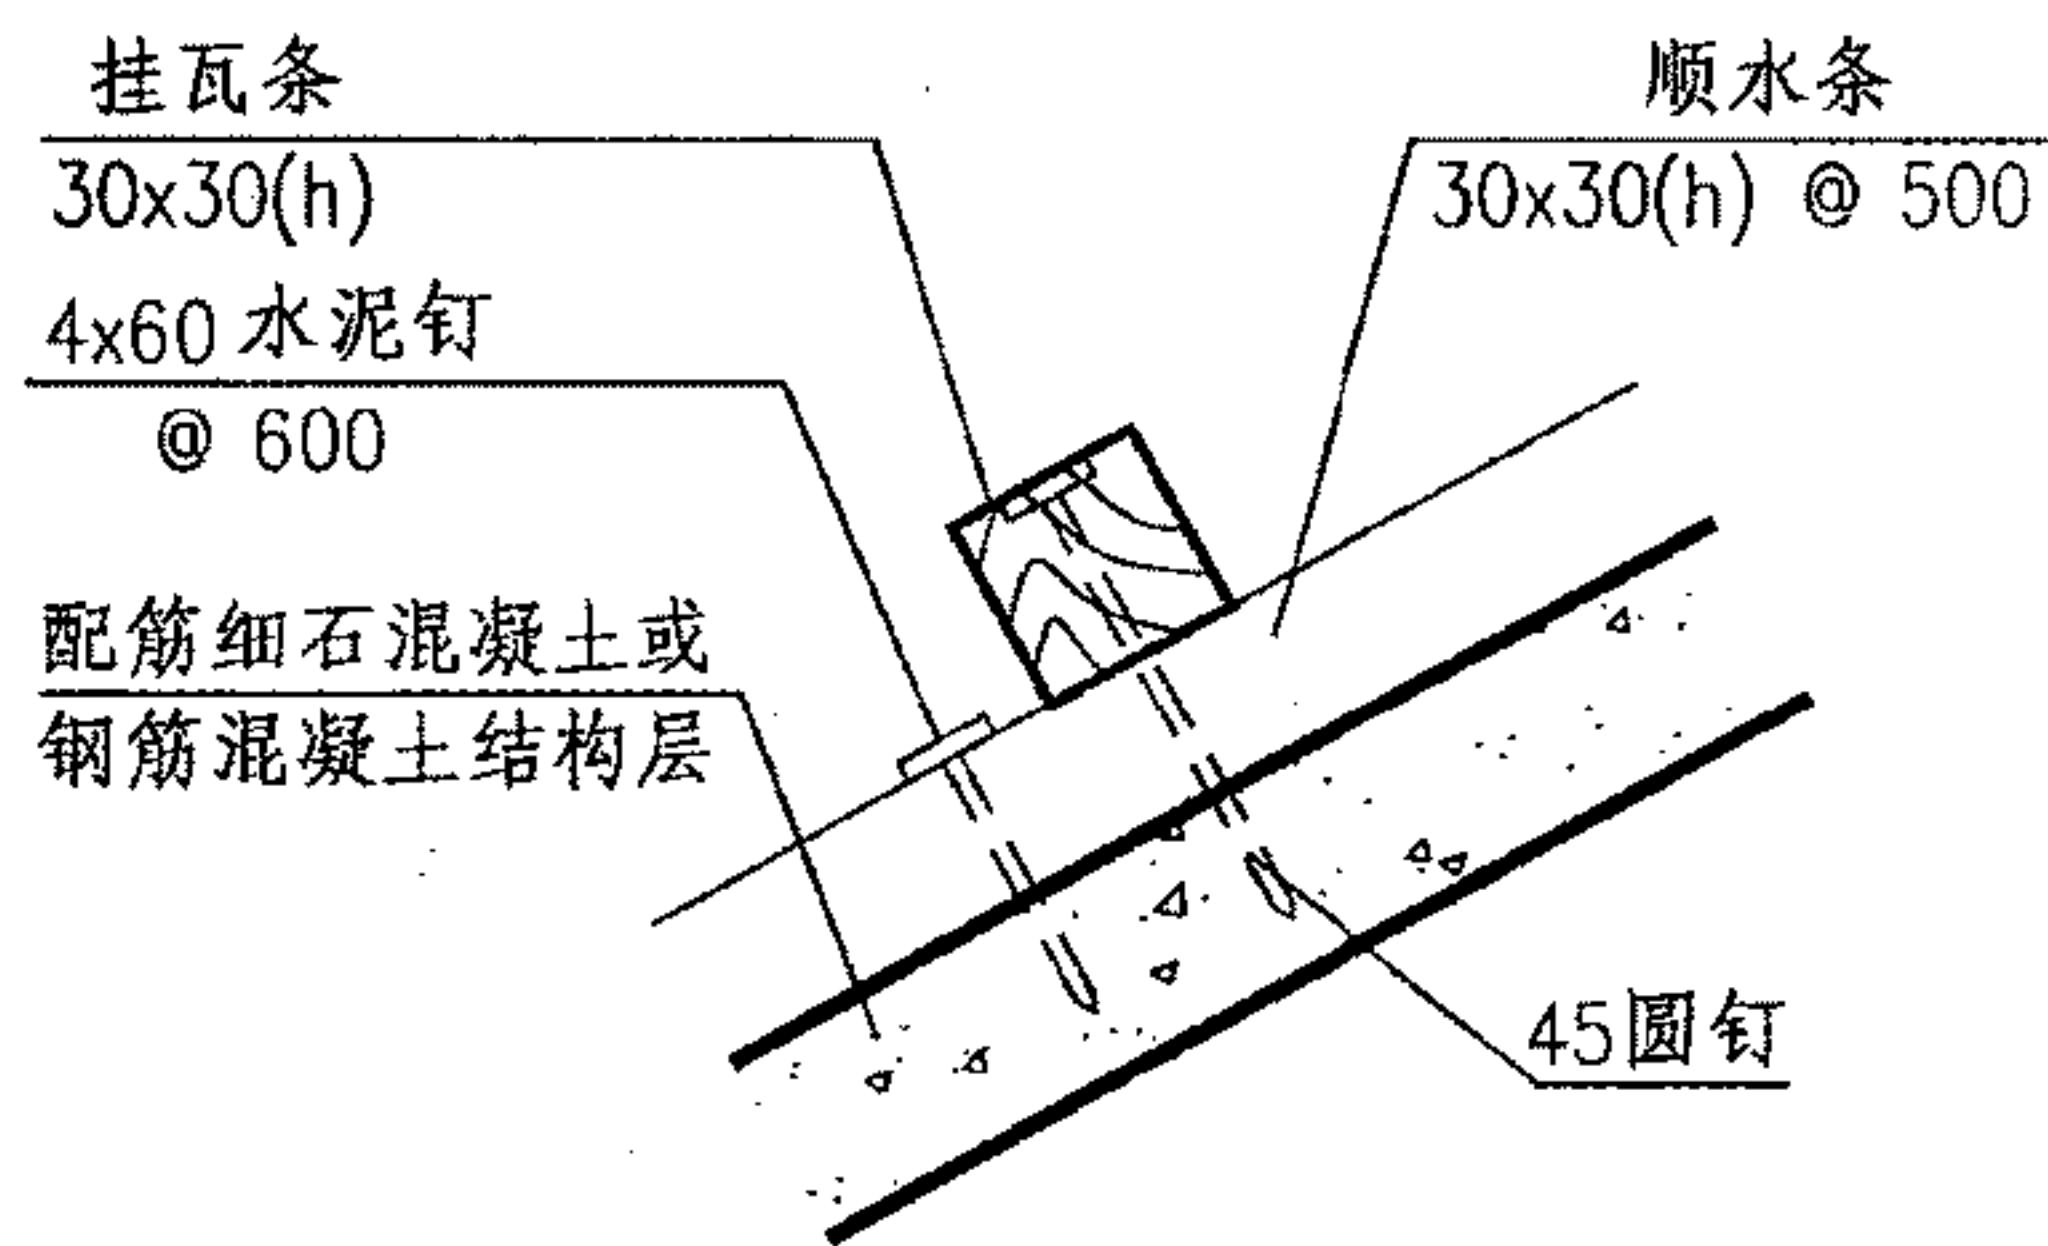 挂瓦条
30x30(h)
4x60 水泥钉
@ 600
配筋细石混凝土或
钢筋混凝土结构层
顺水条
30x30(h) @ 500
45圆钉